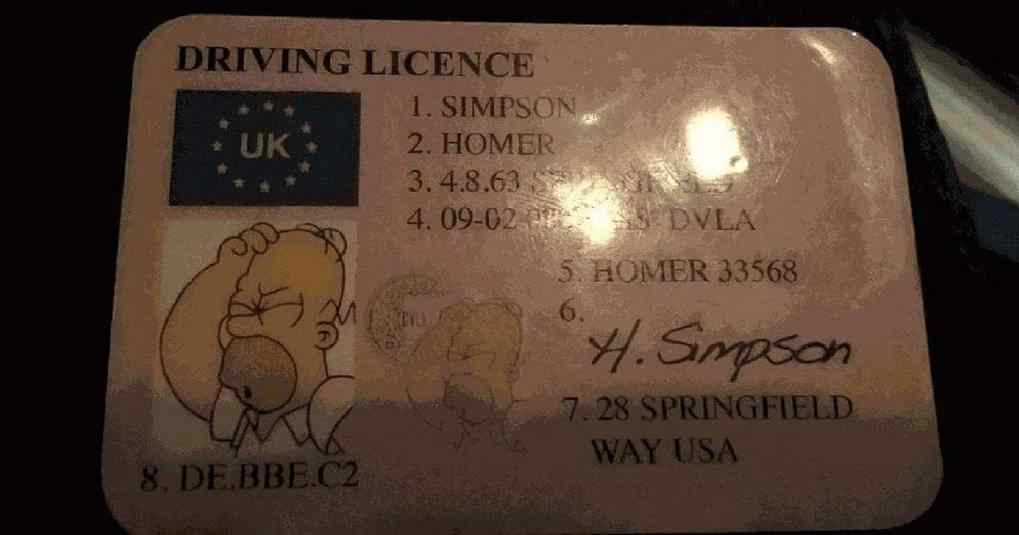 DRIVING LICENCE
UK
1. SIMPSON
2. HOMER
3. 4.8.63
4. 09-02 DVLA
5. HOMER 33568
6.
H. Simpson
7. 28 SPRINGFIELD
WAY USA
8. DE.BBE.C2